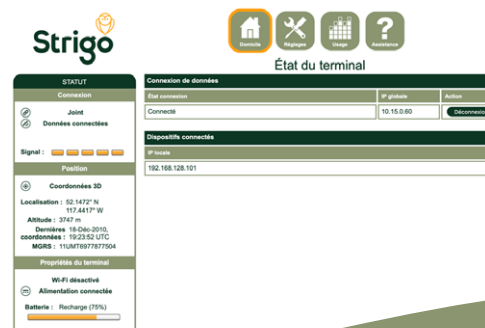 Strigo
Domicile
Réglages
Usage
Assistance
État du terminal
STATUT
Connexion
Joint
Données connectées
Signal :
Position
Coordonnées 3D
Localisation : 52.1472° N
117.4417° W
Altitude : 3747 m
Dernières 18-Déc-2010,
coordonnées : 19:23:52 UTC
MGRS : 11UMT6977877504
Propriétés du terminal
Wi-Fi désactivé
Alimentation connectée
Batterie : Recharge (75%)
Connexion de données
État connexion IP globale Action
Connecté 10.15.0.60 Déconnexio
Dispositifs connectés
IP locale
192.168.128.101